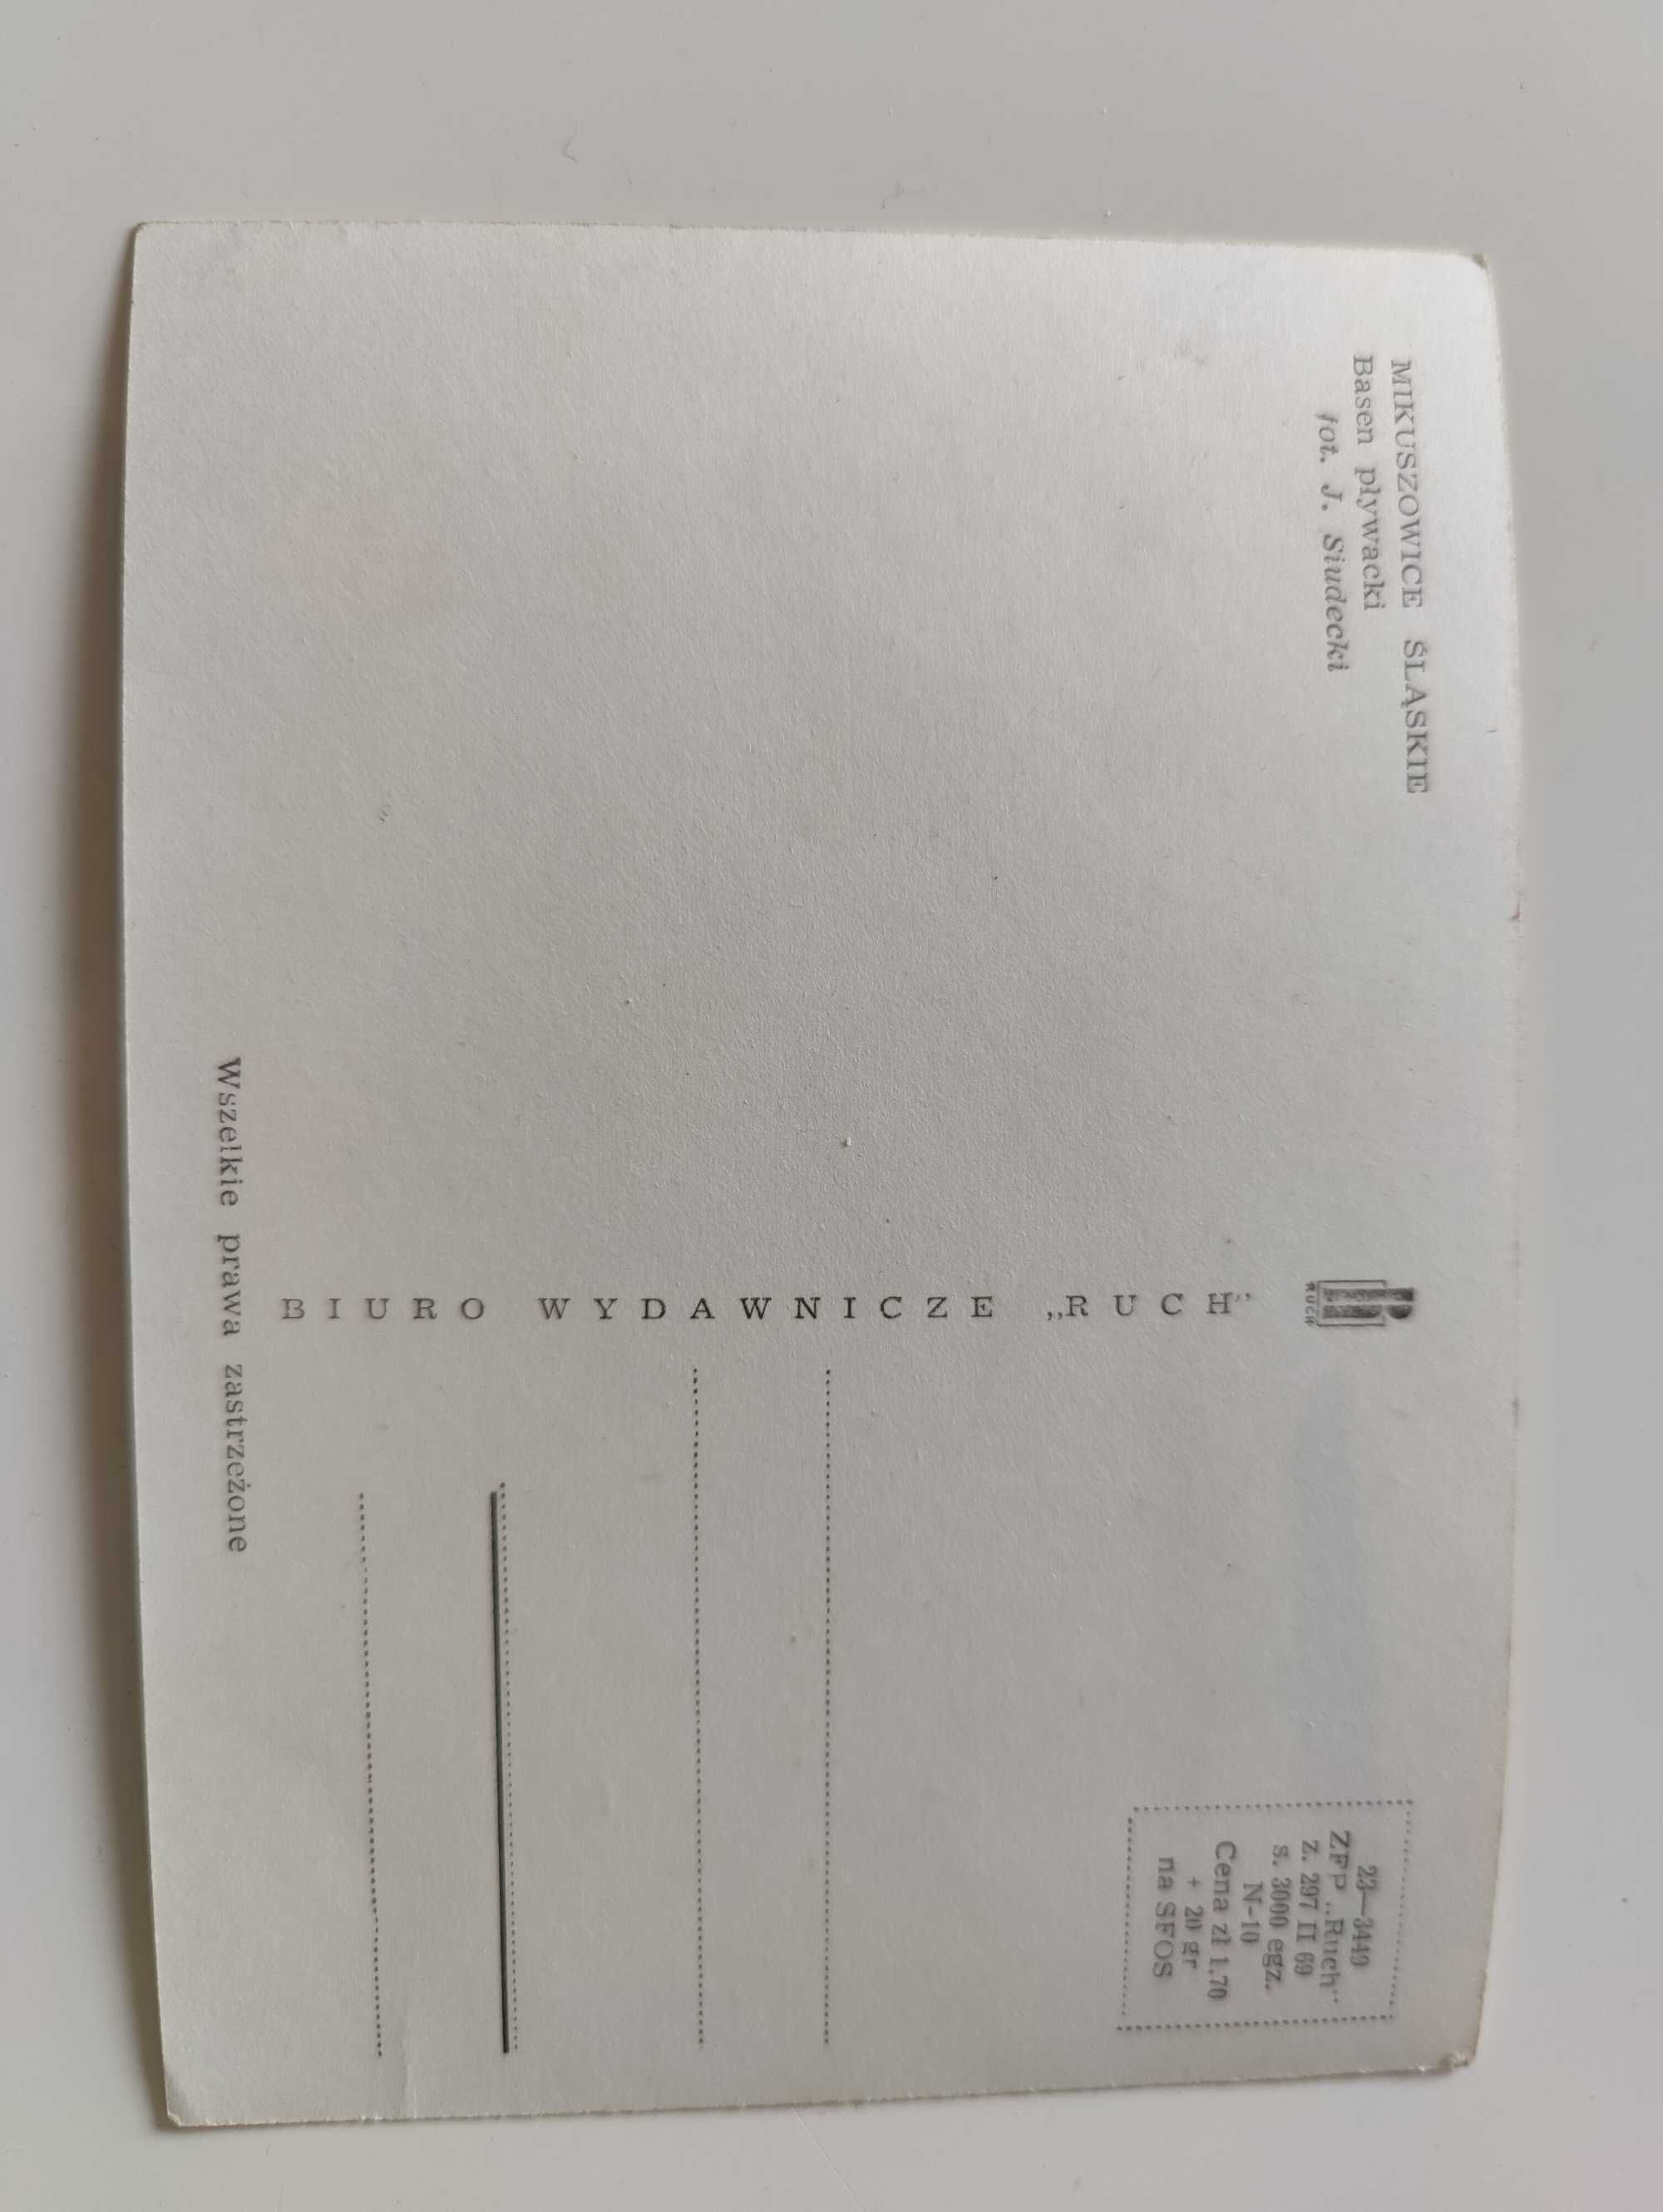 MIKUSZOWICE ŚLĄSKIE
Basen pływacki
fot. J. Siudecki
RUCH
BIURO WYDAWNICZE „RUCH”
23—3449
ZFP „Ruch”
z. 297 II 69
s. 3000 egz.
N-10
Cena zł 1,70
+ 20 gr
na SFOS
Wszelkie prawa zastrzeżone